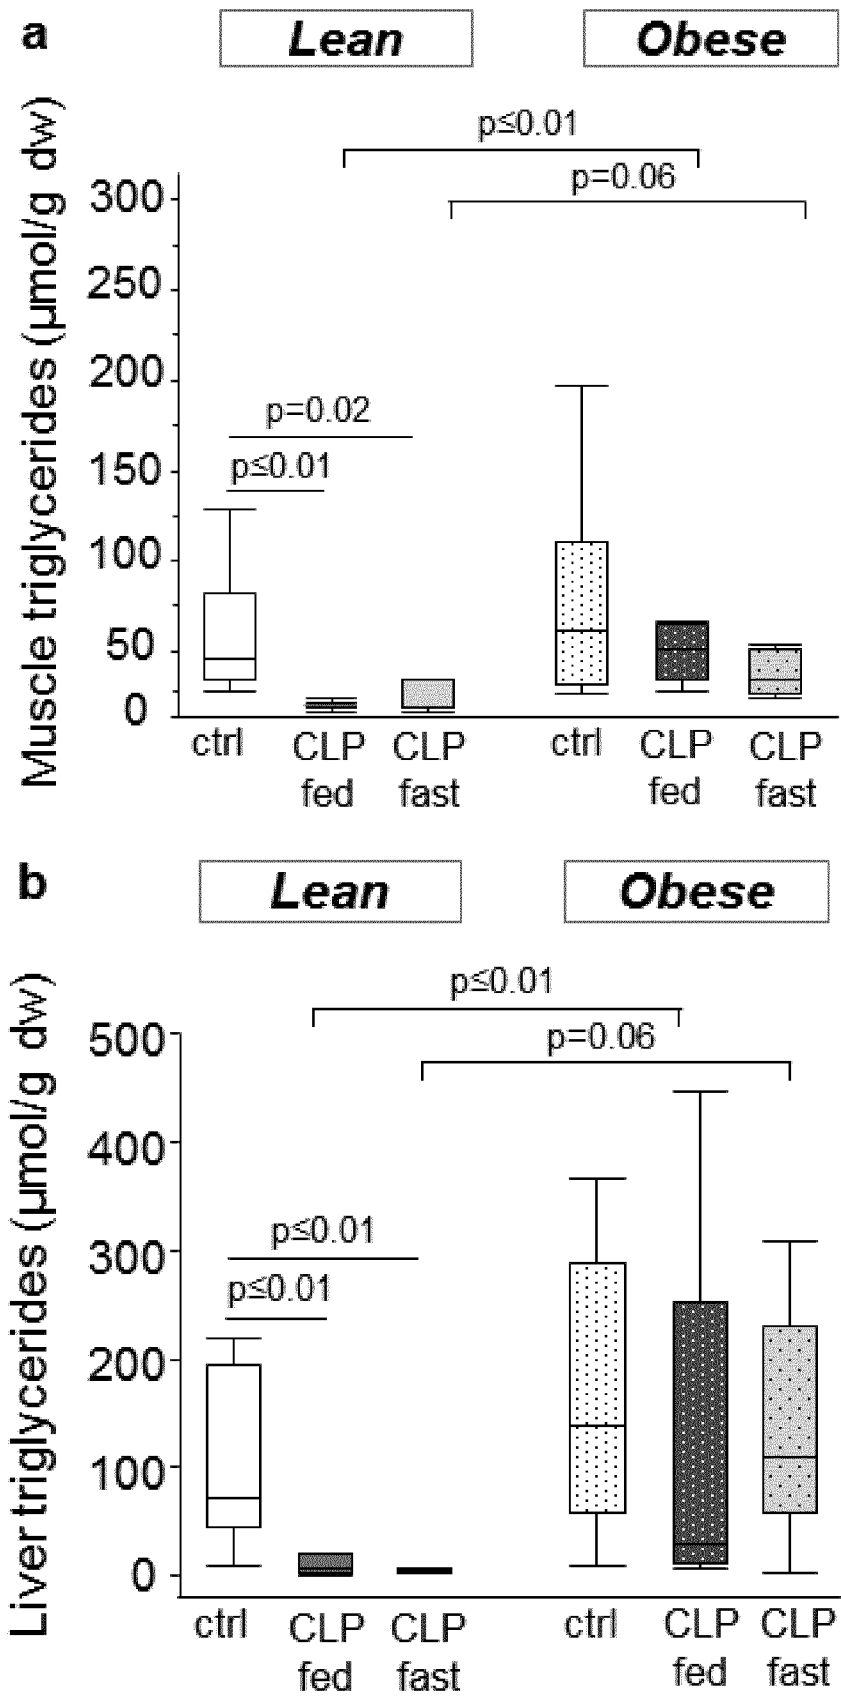 a
Lean
Obese
Muscle triglycerides (µmol/g dw)
p≤0.01
p=0.06
300
250
200
p=0.02
150
p≤0.01
100
50
0
ctrl
CLP
fed
CLP
fast
ctrl
CLP
fed
CLP
fast
b
Lean
Obese
Liver triglycerides (µmol/g dw)
p≤0.01
p=0.06
500
400
300
p≤0.01
p≤0.01
200
100
0
ctrl
CLP
fed
CLP
fast
ctrl
CLP
fed
CLP
fast